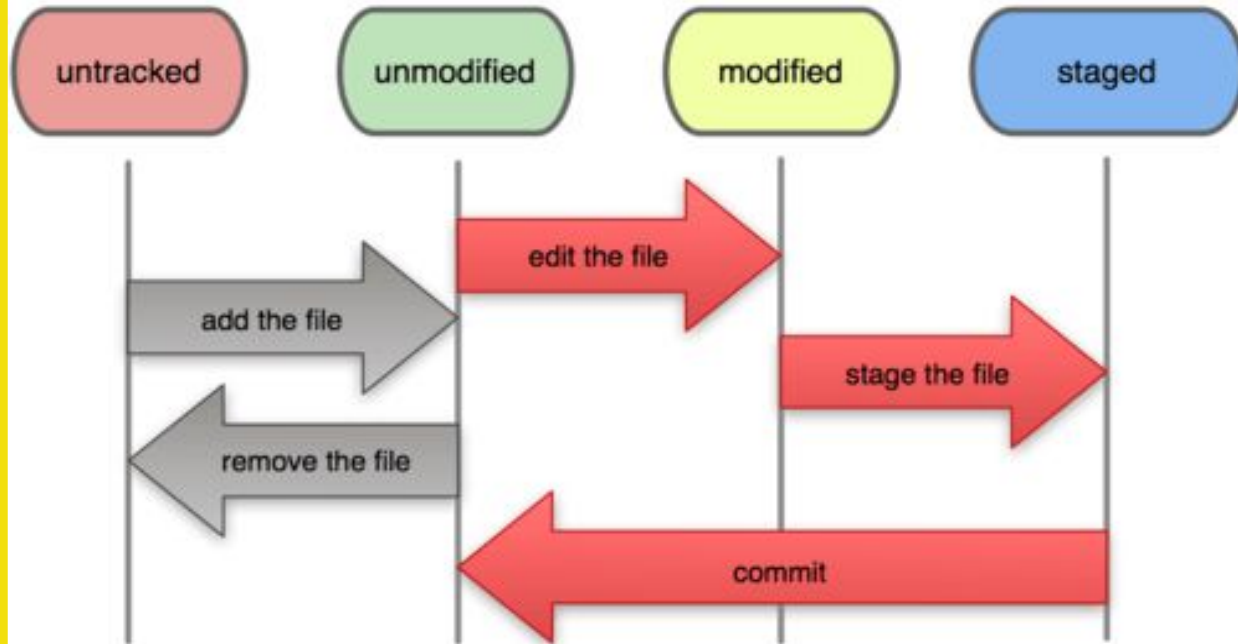 untracked
unmodified
modified
staged
edit the file
add the file
stage the file
remove the file
commit